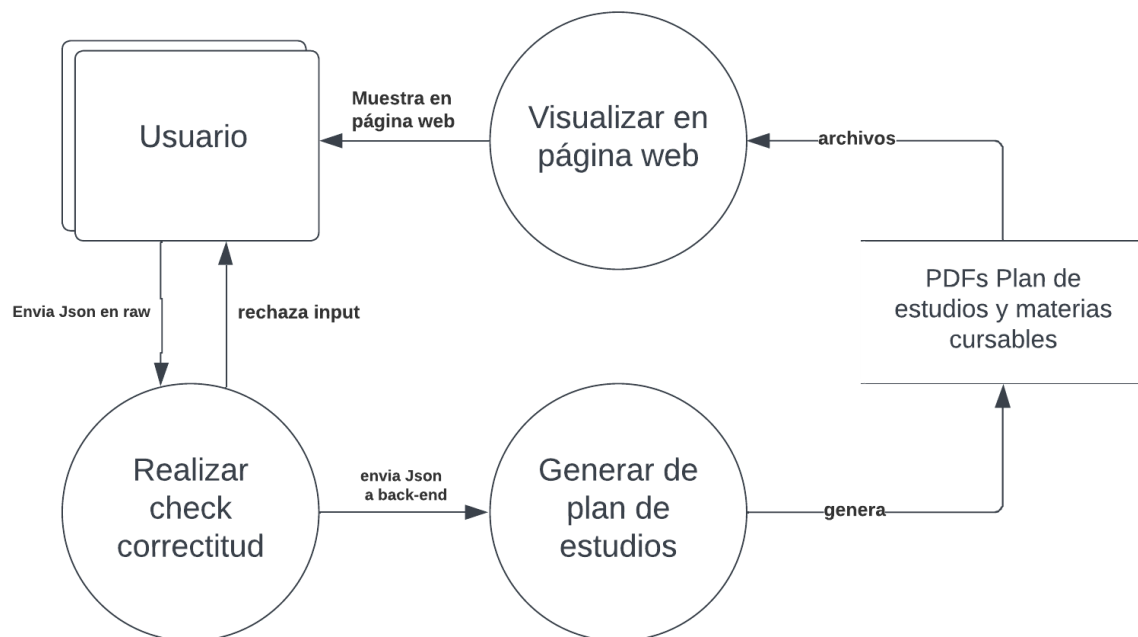 Usuario
Muestra en
página web
Visualizar en
página web
archivos
PDFs Plan de
estudios y materias
cursables
Envia Json en raw
rechaza input
Realizar
check
correctitud
envia Json
a back-end
Generar de
plan de
estudios
genera